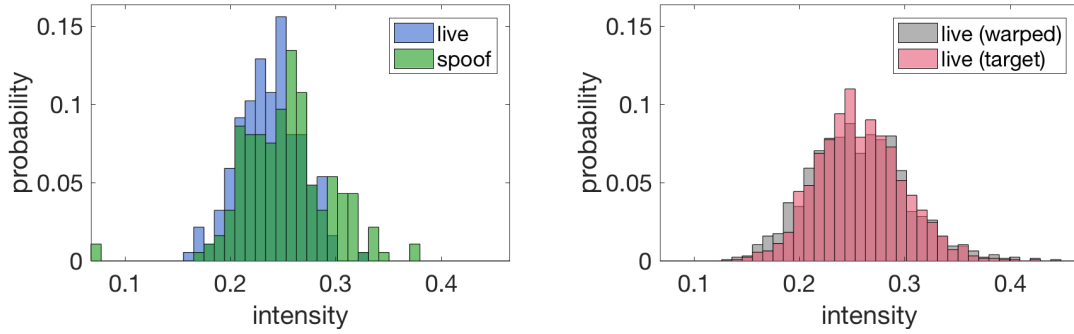 live
spoof
probability
0.15
0.1
0.05
0
0.1
0.2
0.3
0.4
intensity
live (warped)
live (target)
probability
0.15
0.1
0.05
0
0.1
0.2
0.3
0.4
intensity